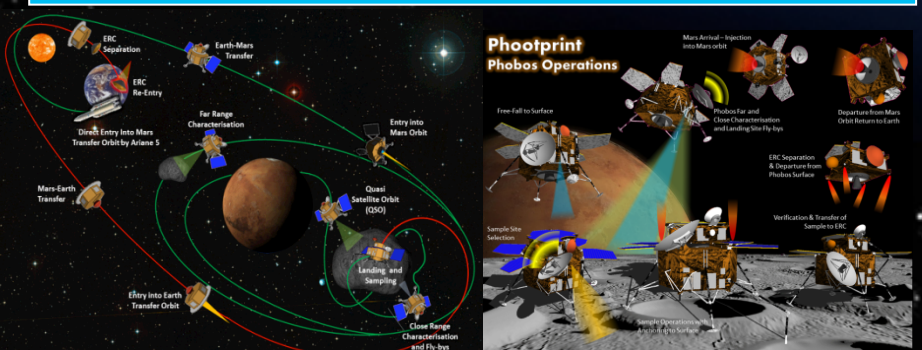 ERC
Separation
Earth-Mars
Transfer
ERC
Re-Entry
Direct Entry Into Mars
Transfer Orbit by Ariane 5
Far Range
Characterisation
Entry into
Mars Orbit
Mars-Earth
Transfer
Quasi
Satellite Orbit
(QSO)
Landing and
Sampling
Entry into Earth
Transfer Orbit
Close Range
Characterisation
and Fly-bys
Phootprint
Phobos Operations
Mars Arrival – Injection
into Mars orbit
Free-Fall to Surface
Phobos Far and
Close Characterisation
and Landing Site Fly-bys
Departure from Mars
Orbit Return to Earth
ERC Separation
& Departure from
Phobos Surface
Sample Site
Selection
Verification & Transfer of
Sample to ERC
Sample Operations with
Anchoring to Surface